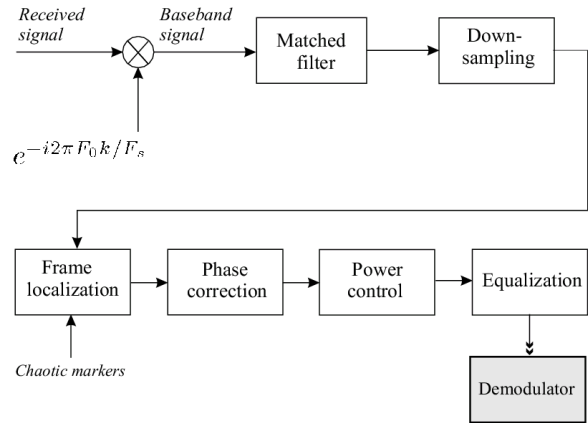 Received
signal
Baseband
signal
Matched
filter
Down-
sampling
e^{-i2πF_0k/F_s}
Frame
localization
Phase
correction
Power
control
Equalization
Chaotic markers
Demodulator